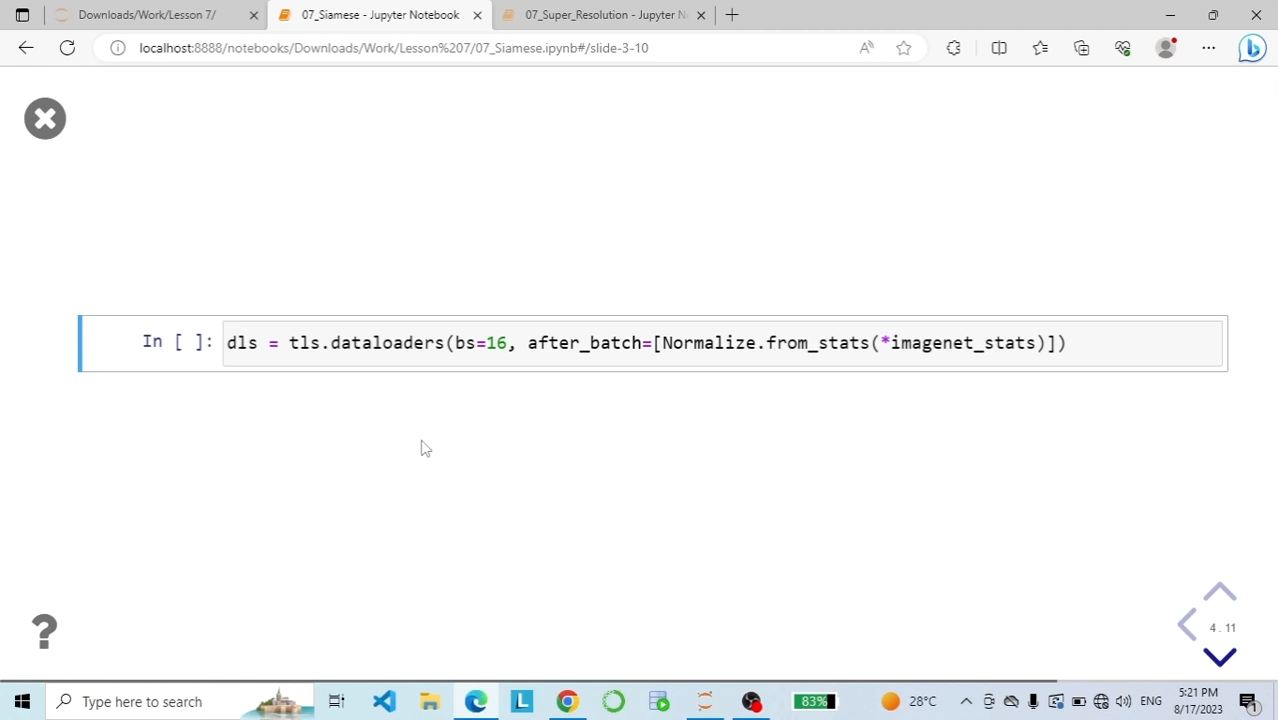 Downloads/Work/Lesson 7/
07_Siamese - Jupyter Notebook
07_Super_Resolution - Jupyter N
localhost:8888/notebooks/Downloads/Work/Lesson%207/07_Siamese.ipynb#/slide-3-10
In [ ]: dls = tls.dataloaders(bs=16, after_batch=[Normalize.from_stats(*imagenet_stats)])
?
4 . 11
Type here to search
83%
28°C
ENG
5:21 PM
8/17/2023